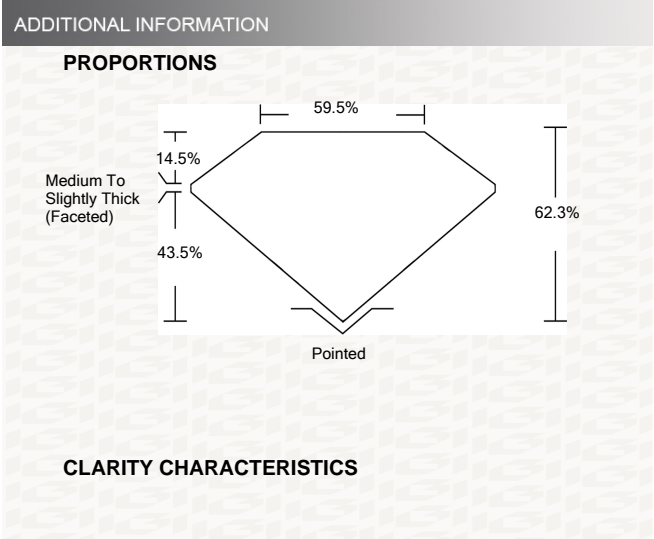 ADDITIONAL INFORMATION
PROPORTIONS
59.5%
14.5%
Medium To
Slightly Thick
(Faceted)
62.3%
43.5%
Pointed
CLARITY CHARACTERISTICS